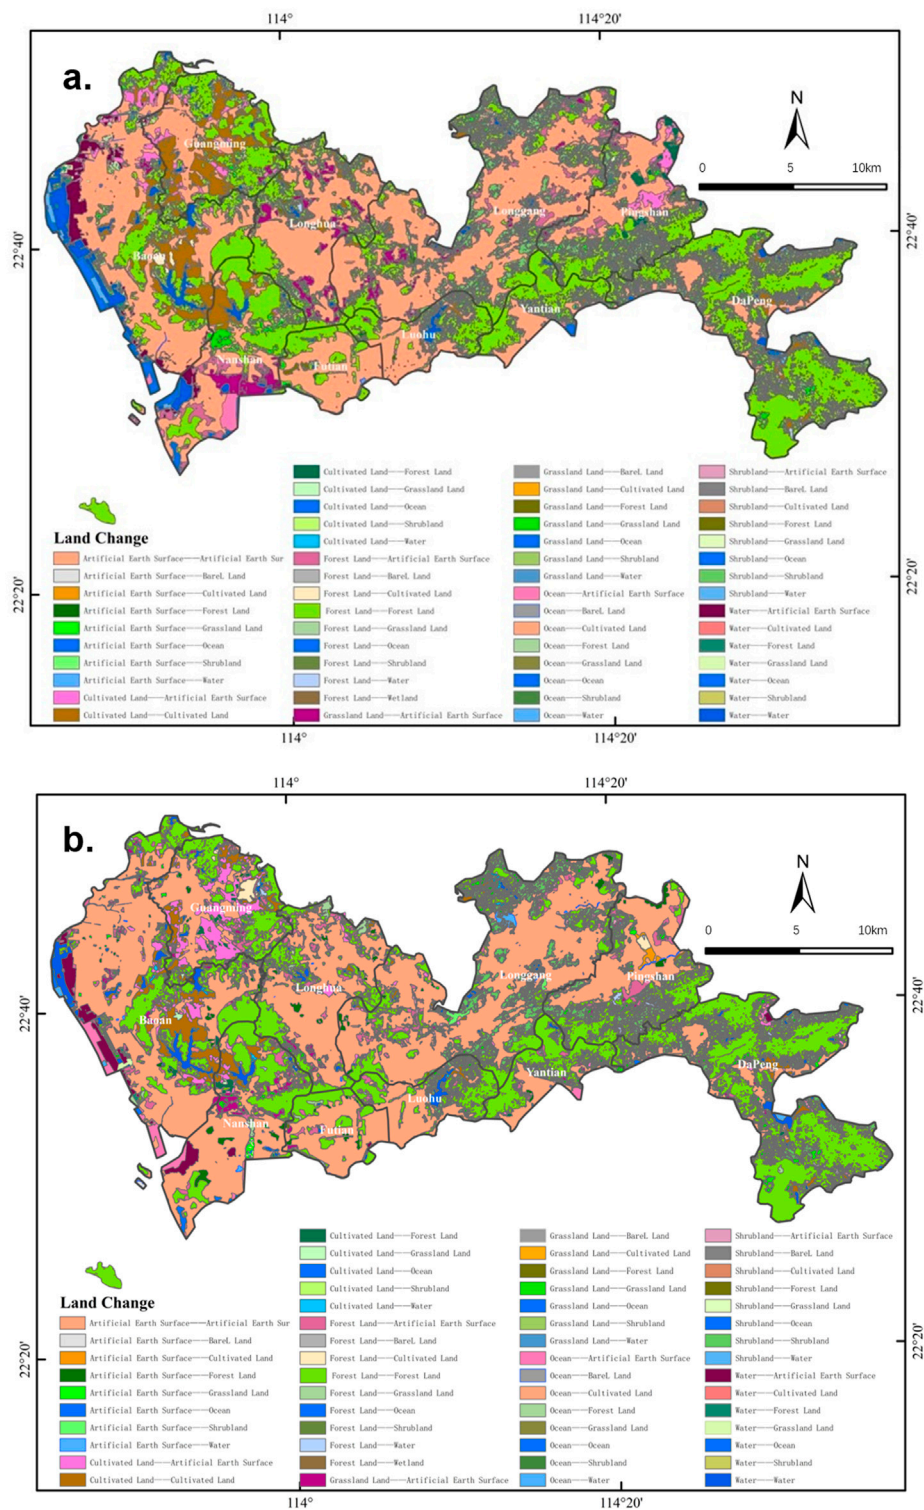 114°
114°20′
a.
N
0 5 10km
Guangming
Longhua
Longgang
Pingshan
22°40′
22°40′
Baoan
DaPeng
Yantian
Luohu
Nanshan
Futian
Land Change
Artificial Earth Surface——Artificial Earth Sur
Artificial Earth Surface——BareL Land
Artificial Earth Surface——Cultivated Land
Artificial Earth Surface——Forest Land
Artificial Earth Surface——Grassland Land
Artificial Earth Surface——Ocean
Artificial Earth Surface——Shrubland
Artificial Earth Surface——Water
Cultivated Land——Artificial Earth Surface
Cultivated Land——Cultivated Land
Cultivated Land——Forest Land
Cultivated Land——Grassland Land
Cultivated Land——Ocean
Cultivated Land——Shrubland
Cultivated Land——Water
Forest Land——Artificial Earth Surface
Forest Land——BareL Land
Forest Land——Cultivated Land
Forest Land——Forest Land
Forest Land——Grassland Land
Forest Land——Ocean
Forest Land——Shrubland
Forest Land——Water
Forest Land——Wetland
Grassland Land——Artificial Earth Surface
Grassland Land——BareL Land
Grassland Land——Cultivated Land
Grassland Land——Forest Land
Grassland Land——Grassland Land
Grassland Land——Ocean
Grassland Land——Shrubland
Grassland Land——Water
Ocean——Artificial Earth Surface
Ocean——BareL Land
Ocean——Cultivated Land
Ocean——Forest Land
Ocean——Grassland Land
Ocean——Ocean
Ocean——Shrubland
Ocean——Water
Shrubland——Artificial Earth Surface
Shrubland——BareL Land
Shrubland——Cultivated Land
Shrubland——Forest Land
Shrubland——Grassland Land
Shrubland——Ocean
Shrubland——Shrubland
Shrubland——Water
Water——Artificial Earth Surface
Water——Cultivated Land
Water——Forest Land
Water——Grassland Land
Water——Ocean
Water——Shrubland
Water——Water
22°20′
22°20′
114°
114°20′
114°
114°20′
b.
N
0 5 10km
Guangming
Longhua
Longgang
Pingshan
22°40′
22°40′
Baoan
DaPeng
Yantian
Luohu
Nanshan
Futian
Land Change
Artificial Earth Surface——Artificial Earth Sur
Artificial Earth Surface——BareL Land
Artificial Earth Surface——Cultivated Land
Artificial Earth Surface——Forest Land
Artificial Earth Surface——Grassland Land
Artificial Earth Surface——Ocean
Artificial Earth Surface——Shrubland
Artificial Earth Surface——Water
Cultivated Land——Artificial Earth Surface
Cultivated Land——Cultivated Land
Cultivated Land——Forest Land
Cultivated Land——Grassland Land
Cultivated Land——Ocean
Cultivated Land——Shrubland
Cultivated Land——Water
Forest Land——Artificial Earth Surface
Forest Land——BareL Land
Forest Land——Cultivated Land
Forest Land——Forest Land
Forest Land——Grassland Land
Forest Land——Ocean
Forest Land——Shrubland
Forest Land——Water
Forest Land——Wetland
Grassland Land——Artificial Earth Surface
Grassland Land——BareL Land
Grassland Land——Cultivated Land
Grassland Land——Forest Land
Grassland Land——Grassland Land
Grassland Land——Ocean
Grassland Land——Shrubland
Grassland Land——Water
Ocean——Artificial Earth Surface
Ocean——BareL Land
Ocean——Cultivated Land
Ocean——Forest Land
Ocean——Grassland Land
Ocean——Ocean
Ocean——Shrubland
Ocean——Water
Shrubland——Artificial Earth Surface
Shrubland——BareL Land
Shrubland——Cultivated Land
Shrubland——Forest Land
Shrubland——Grassland Land
Shrubland——Ocean
Shrubland——Shrubland
Shrubland——Water
Water——Artificial Earth Surface
Water——Cultivated Land
Water——Forest Land
Water——Grassland Land
Water——Ocean
Water——Shrubland
Water——Water
22°20′
22°20′
114°
114°20′